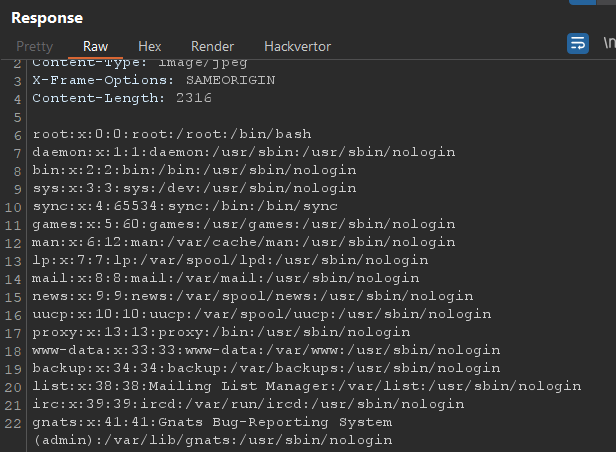 Response
Pretty Raw Hex Render Hackvertor \n
2 Content-Type: image/jpeg
3 X-Frame-Options: SAMEORIGIN
4 Content-Length: 2316
5
6 root:x:0:0:root:/root:/bin/bash
7 daemon:x:1:1:daemon:/usr/sbin:/usr/sbin/nologin
8 bin:x:2:2:bin:/bin:/usr/sbin/nologin
9 sys:x:3:3:sys:/dev:/usr/sbin/nologin
10 sync:x:4:65534:sync:/bin:/bin/sync
11 games:x:5:60:games:/usr/games:/usr/sbin/nologin
12 man:x:6:12:man:/var/cache/man:/usr/sbin/nologin
13 lp:x:7:7:lp:/var/spool/lpd:/usr/sbin/nologin
14 mail:x:8:8:mail:/var/mail:/usr/sbin/nologin
15 news:x:9:9:news:/var/spool/news:/usr/sbin/nologin
16 uucp:x:10:10:uucp:/var/spool/uucp:/usr/sbin/nologin
17 proxy:x:13:13:proxy:/bin:/usr/sbin/nologin
18 www-data:x:33:33:www-data:/var/www:/usr/sbin/nologin
19 backup:x:34:34:backup:/var/backups:/usr/sbin/nologin
20 list:x:38:38:Mailing List Manager:/var/list:/usr/sbin/nologin
21 irc:x:39:39:ircd:/var/run/ircd:/usr/sbin/nologin
22 gnats:x:41:41:Gnats Bug-Reporting System
(admin):/var/lib/gnats:/usr/sbin/nologin